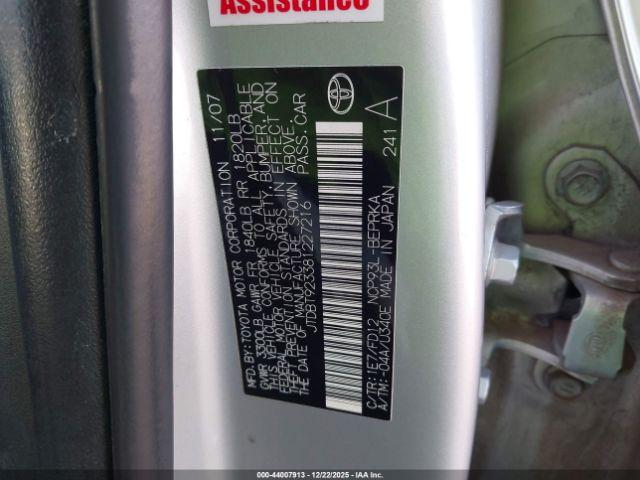 Assistance
MFD.BY:TOYOTA MOTOR CORPORATION 11/07
GVWR 3300LB GAWR FR 1840LB RR 1820LB
THIS VEHICLE CONFORMS TO ALL APPLICABLE
FEDERAL MOTOR VEHICLE SAFETY, BUMPER, AND
THEFT PREVENTION STANDARDS IN EFFECT ON
THE DATE OF MANUFACTURE SHOWN ABOVE.
JTDBT923381227216 PASS.CAR
C/TR:1E7/FD12 NCP93L-BEPRKA
A/TM:-04A/U340E MADE IN JAPAN 241 A
000-44007913 - 12/22/2025 - IAAI, Inc.